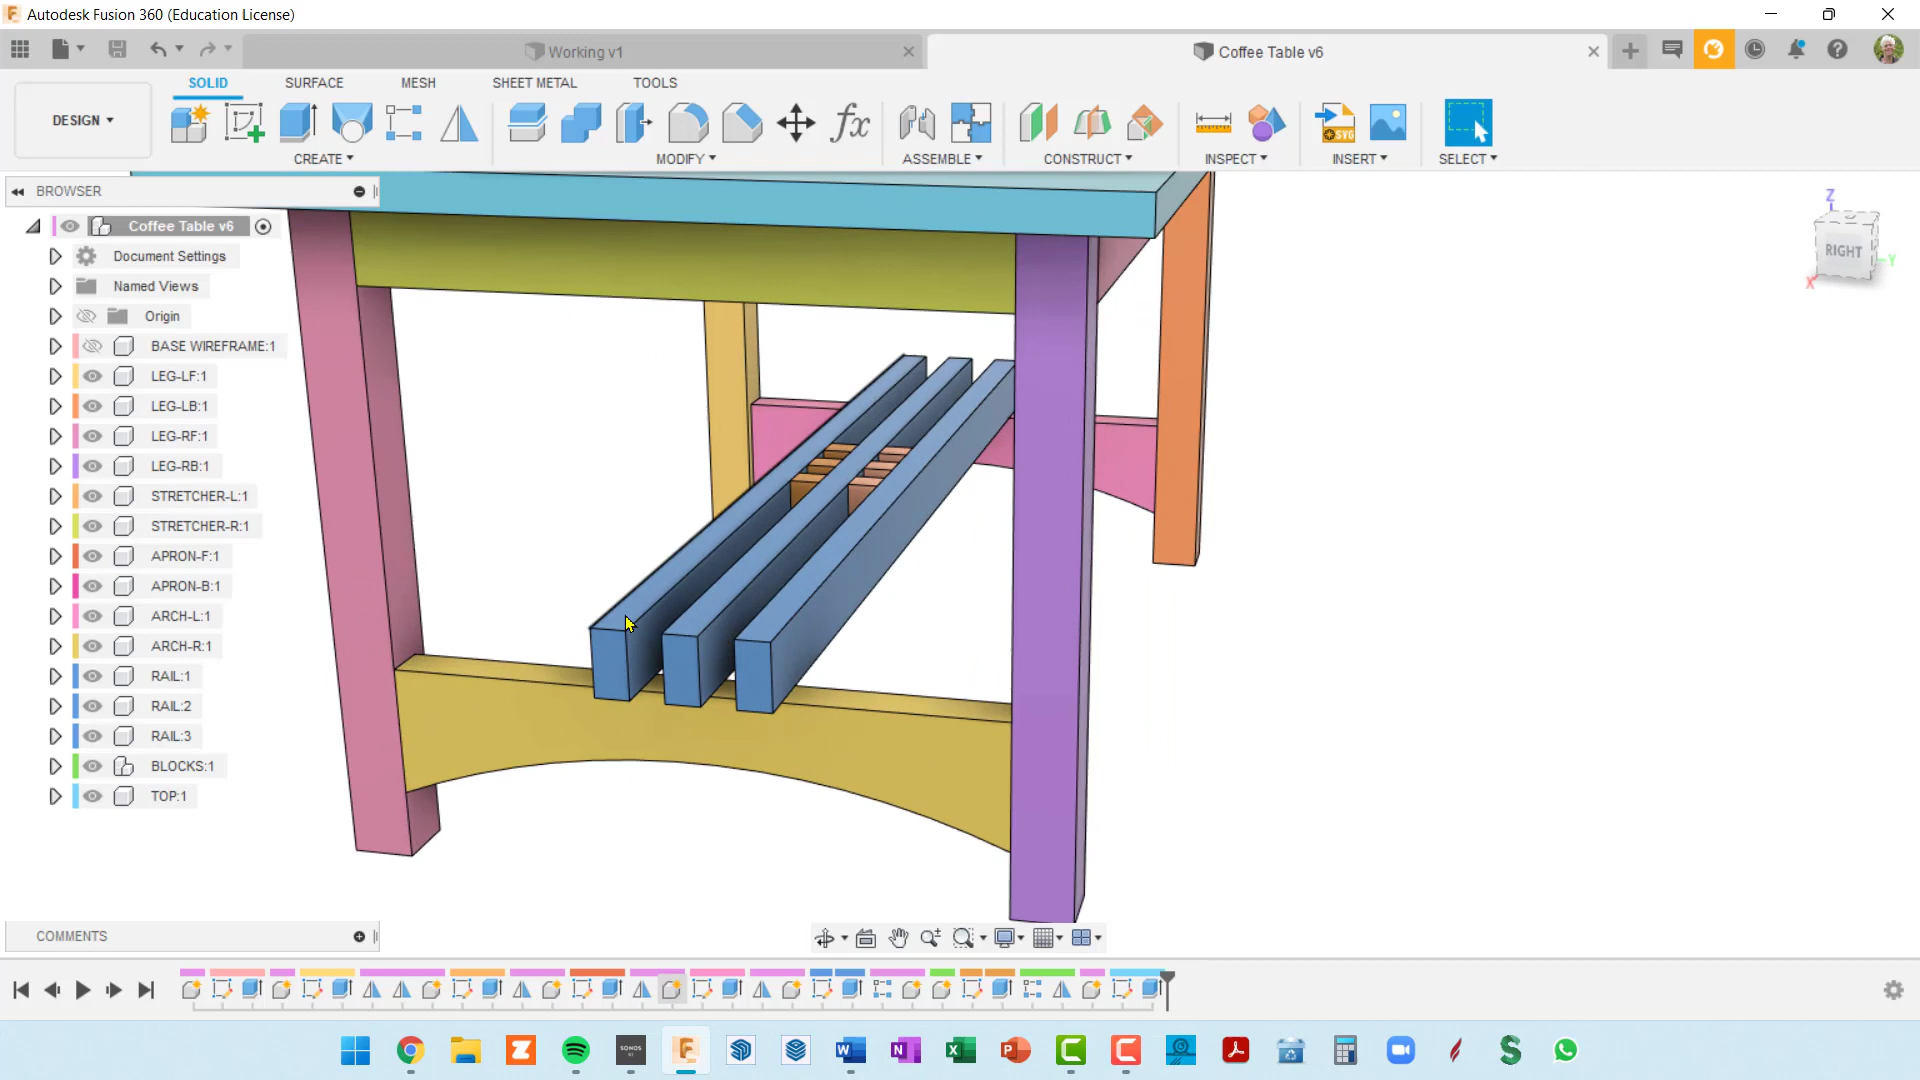 Autodesk Fusion 360 (Education License)
Working v1
Coffee Table v6
SOLID
SURFACE
MESH
SHEET METAL
TOOLS
DESIGN
fx
SVG
CREATE
MODIFY
ASSEMBLE
CONSTRUCT
INSPECT
INSERT
SELECT
BROWSER
Coffee Table v6
Document Settings
Named Views
Origin
BASE WIREFRAME:1
LEG-LF:1
LEG-LB:1
LEG-RF:1
LEG-RB:1
STRETCHER-L:1
STRETCHER-R:1
APRON-F:1
APRON-B:1
ARCH-L:1
ARCH-R:1
RAIL:1
RAIL:2
RAIL:3
BLOCKS:1
TOP:1
Z
RIGHT
Y
X
COMMENTS
SONOS